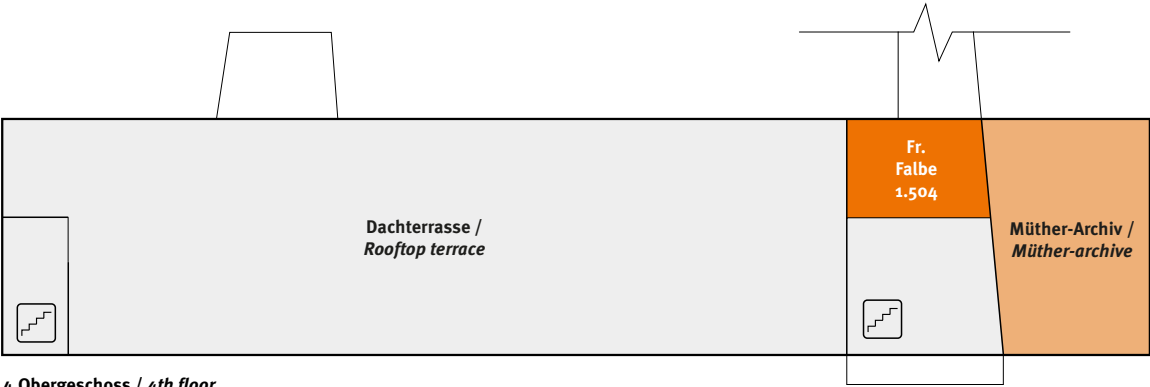 Fr.
Falbe
1.504
Dachterrasse /
Rooftop terrace
Müther-Archiv /
Müther-archive
4 Obergeschoss / 4th floor